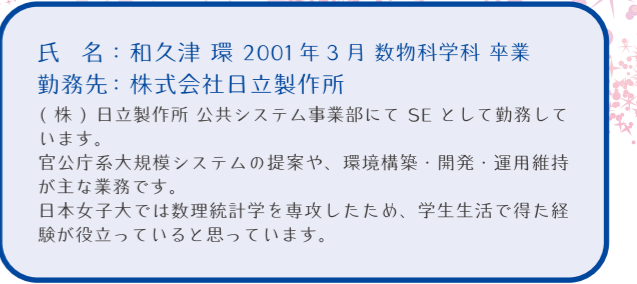 氏　名：和久津 環 2001 年 3 月 数物科学科 卒業
勤務先：株式会社日立製作所
( 株 ) 日立製作所 公共システム事業部にて SE として勤務して
います。
官公庁系大規模システムの提案や、環境構築・開発・運用維持
が主な業務です。
日本女子大では数理統計学を専攻したため、学生生活で得た経
験が役立っていると思っています。